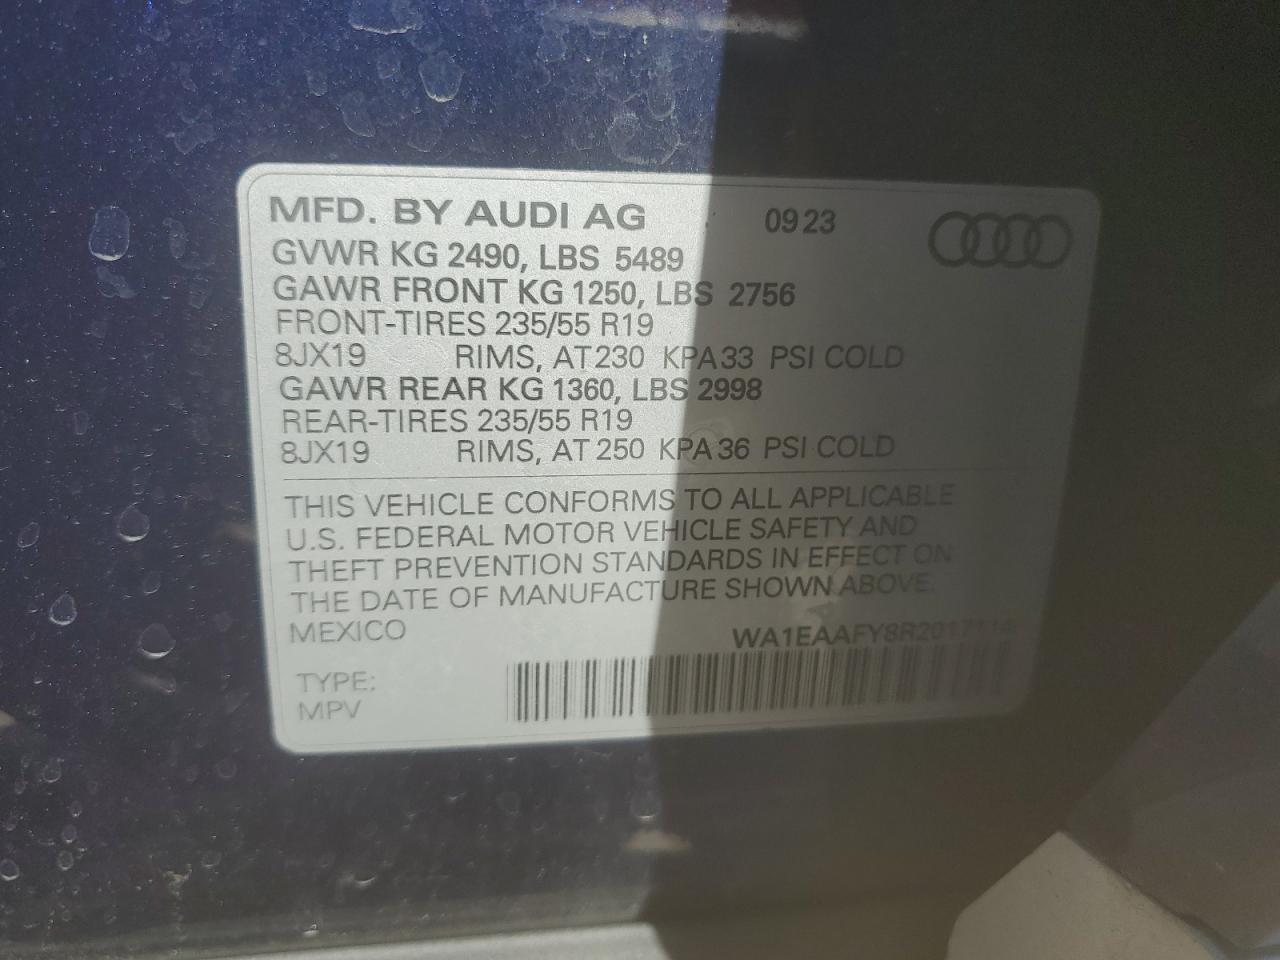 MFD. BY AUDI AG 0923
GVWR KG 2490, LBS 5489
GAWR FRONT KG 1250, LBS 2756
FRONT-TIRES 235/55 R19
8JX19 RIMS, AT 230 KPA 33 PSI COLD
GAWR REAR KG 1360, LBS 2998
REAR-TIRES 235/55 R19
8JX19 RIMS, AT 250 KPA 36 PSI COLD
THIS VEHICLE CONFORMS TO ALL APPLICABLE
U.S. FEDERAL MOTOR VEHICLE SAFETY AND
THEFT PREVENTION STANDARDS IN EFFECT ON
THE DATE OF MANUFACTURE SHOWN ABOVE.
MEXICO
TYPE:
MPV